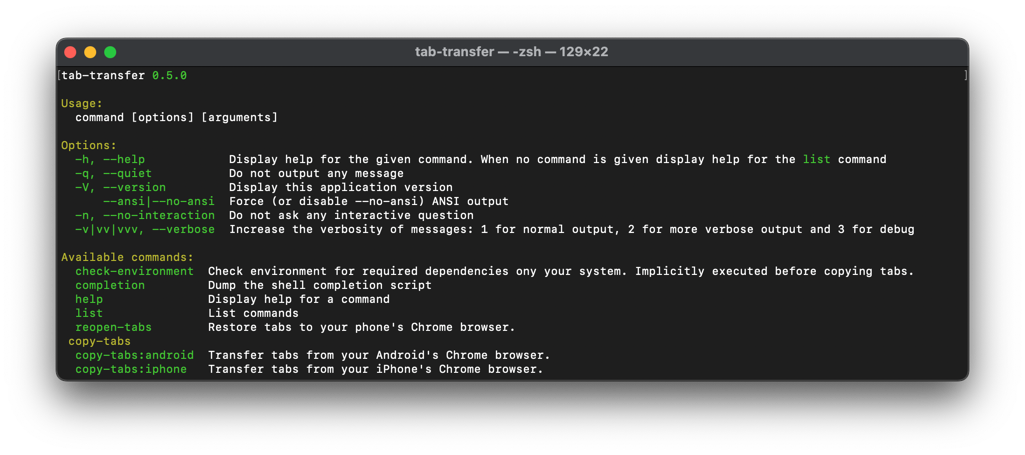 tab-transfer — -zsh — 129×22
[tab-transfer 0.5.0 ]
Usage:
command [options] [arguments]
Options:
-h, --help Display help for the given command. When no command is given display help for the list command
-q, --quiet Do not output any message
-V, --version Display this application version
--ansi|--no-ansi Force (or disable --no-ansi) ANSI output
-n, --no-interaction Do not ask any interactive question
-v|vv|vvv, --verbose Increase the verbosity of messages: 1 for normal output, 2 for more verbose output and 3 for debug
Available commands:
check-environment Check environment for required dependencies ony your system. Implicitly executed before copying tabs.
completion Dump the shell completion script
help Display help for a command
list List commands
reopen-tabs Restore tabs to your phone's Chrome browser.
copy-tabs
copy-tabs:android Transfer tabs from your Android's Chrome browser.
copy-tabs:iphone Transfer tabs from your iPhone's Chrome browser.